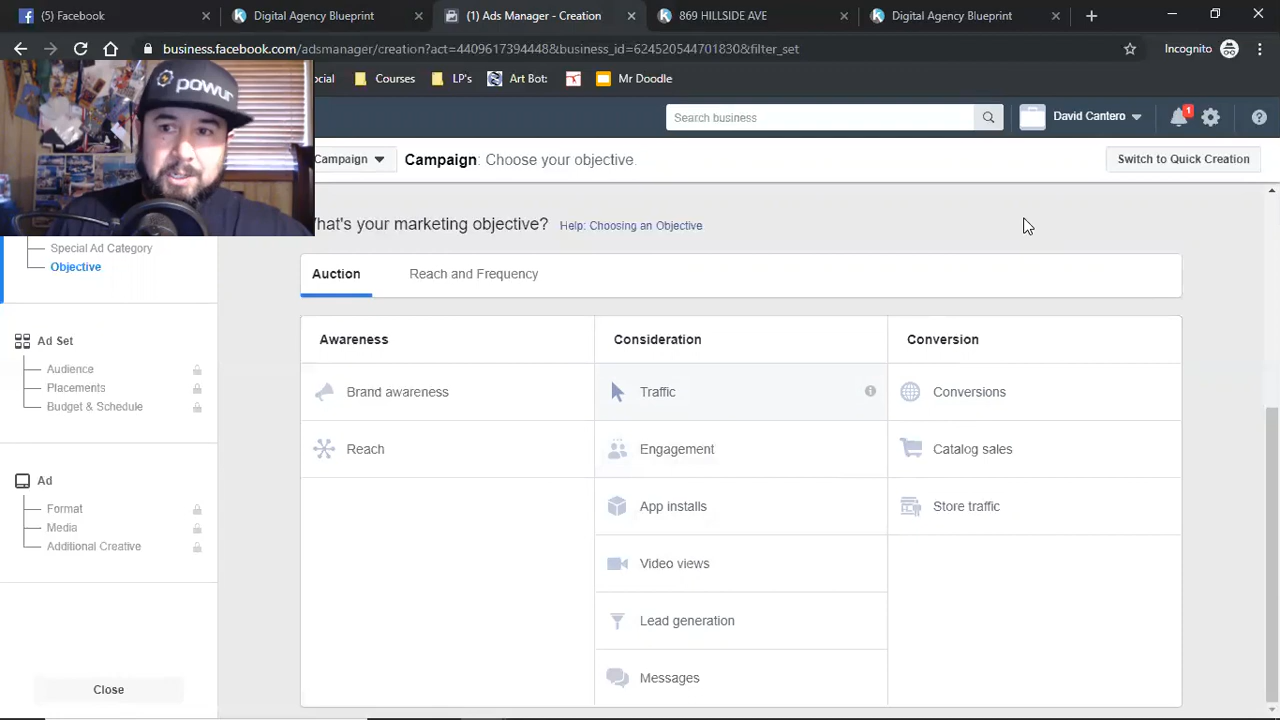 (5) Facebook
Digital Agency Blueprint
(1) Ads Manager - Creation
869 HILLSIDE AVE
Digital Agency Blueprint
business.facebook.com/adsmanager/creation?act=4409617394448&business_id=624520544701030&filter_set
Incognito
ocial
Courses
LP's
Art Bot:
Mr Doodle
powur
Search business
David Cantero
1
Campaign
Campaign: Choose your objective.
Switch to Quick Creation
hat's your marketing objective?
Help: Choosing an Objective
Special Ad Category
Objective
Auction
Reach and Frequency
Ad Set
Audience
Placements
Budget & Schedule
Ad
Format
Media
Additional Creative
Close
Awareness
Consideration
Conversion
Brand awareness
Traffic
Conversions
Reach
Engagement
Catalog sales
App installs
Store traffic
Video views
Lead generation
Messages